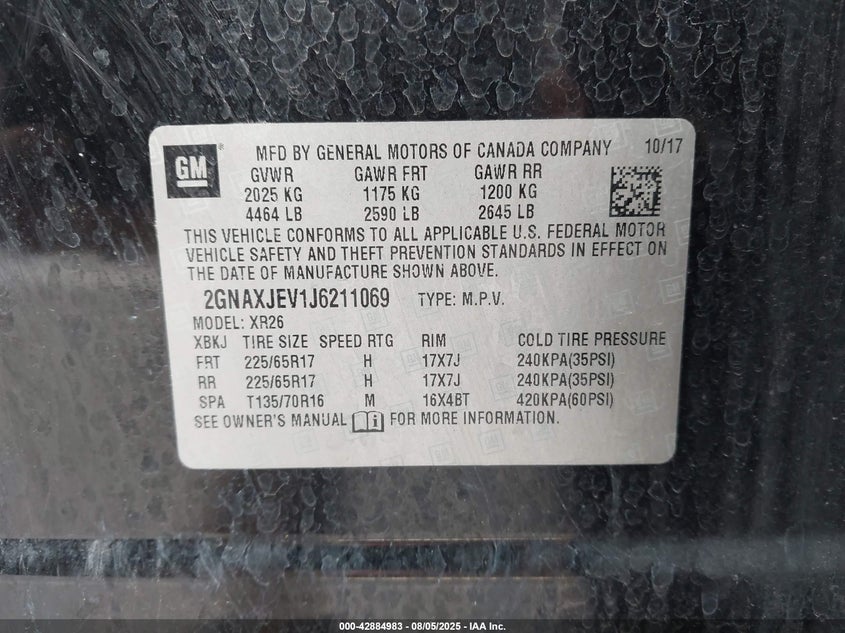 GM MFD BY GENERAL MOTORS OF CANADA COMPANY 10/17
GVWR GAWR FRT GAWR RR
2025 KG 1175 KG 1200 KG
4464 LB 2590 LB 2645 LB
THIS VEHICLE CONFORMS TO ALL APPLICABLE U.S. FEDERAL MOTOR
VEHICLE SAFETY AND THEFT PREVENTION STANDARDS IN EFFECT ON
THE DATE OF MANUFACTURE SHOWN ABOVE.
2GNAXJEV1J6211069 TYPE: M.P.V.
MODEL: XR26
XBKJ TIRE SIZE SPEED RTG RIM COLD TIRE PRESSURE
FRT 225/65R17 H 17X7J 240KPA(35PSI)
RR 225/65R17 H 17X7J 240KPA(35PSI)
SPA T135/70R16 M 16X4BT 420KPA(60PSI)
SEE OWNER'S MANUAL FOR MORE INFORMATION.
000-42884983 - 08/05/2025 - IAA Inc.